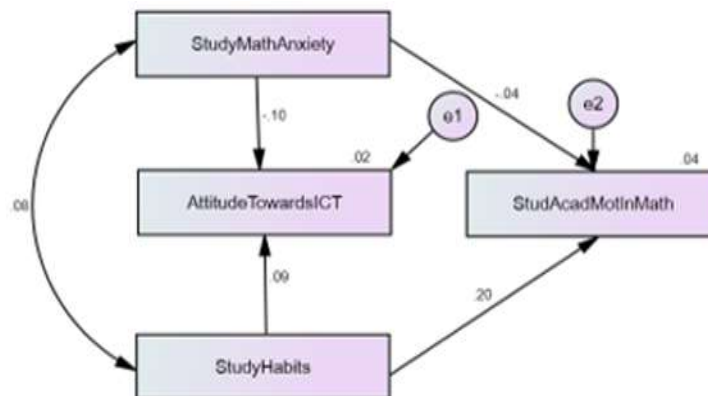 StudyMathAnxiety
-.04
e2
-.10
e1
.02
.04
.08
AttitudeTowardsICT
StudAcadMotInMath
.09
.20
StudyHabits